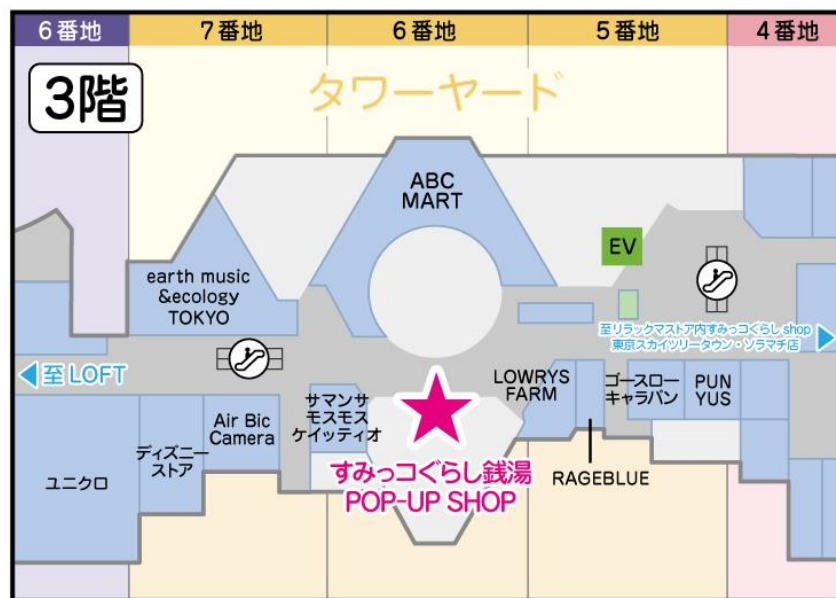 6番地
7番地
6番地
5番地
4番地
3階
タワーヤード
ABC
MART
EV
earth music
&ecology
TOKYO
至リラックマストア内すみっコぐらし shop
東京スカイツリータウン・ソラマチ店
至 LOFT
サマンサ
モスモス
ケイッティオ
LOWRYS
FARM
ゴースロー
キャラバン
PUN
YUS
Air Bic
Camera
ディズニー
ストア
ユニクロ
すみっコぐらし銭湯
POP-UP SHOP
RAGEBLUE